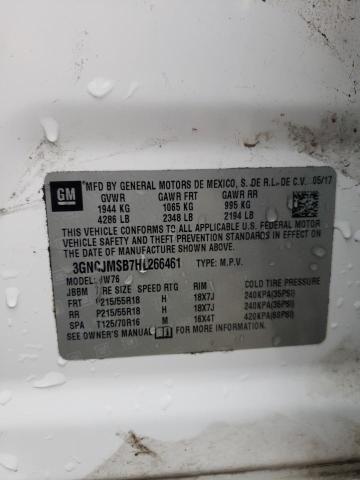 GM
MFD BY GENERAL MOTORS DE MEXICO, S. DE R.L. DE C.V. 05/17
GVWR GAWR FRT GAWR RR
1944 KG 1065 KG 995 KG
4286 LB 2348 LB 2194 LB
THIS VEHICLE CONFORMS TO ALL APPLICABLE U.S. FEDERAL MOTOR
VEHICLE SAFETY, BUMPER, AND THEFT PREVENTION STANDARDS IN EFFECT ON
THE DATE OF MANUFACTURE SHOWN ABOVE.
3GNCJMSB7HL266461 TYPE: M.P.V.
MODEL: JW76
JBBM TIRE SIZE SPEED RTG RIM COLD TIRE PRESSURE
FRT P215/55R18 H 18X7J 240KPA(35PSI)
RR P215/55R18 H 18X7J 240KPA(35PSI)
SPA T125/70R16 M 16X4T 420KPA(60PSI)
SEE OWNER'S MANUAL FOR ADDITIONAL INFORMATION.